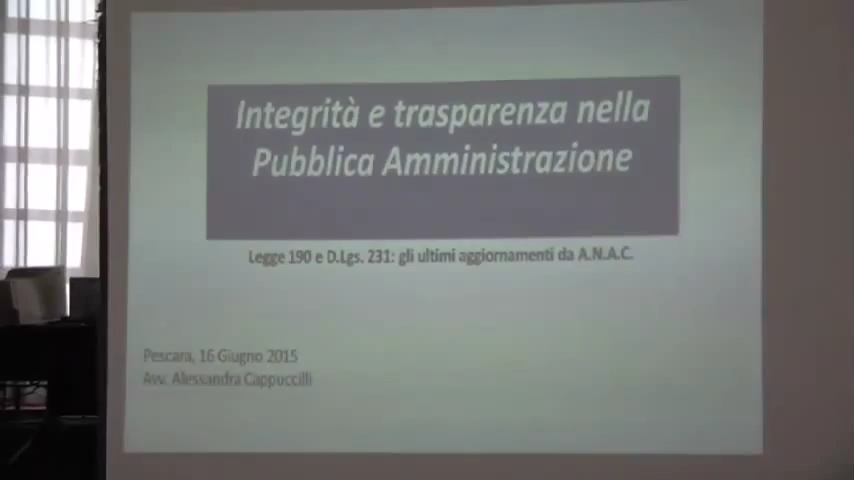 Integrità e trasparenza nella
Pubblica Amministrazione
Legge 190 e D.Lgs. 231: gli ultimi aggiornamenti da A.N.AC.
Pescara, 16 Giugno 2015
Avv. Alessandra Cappuccilli